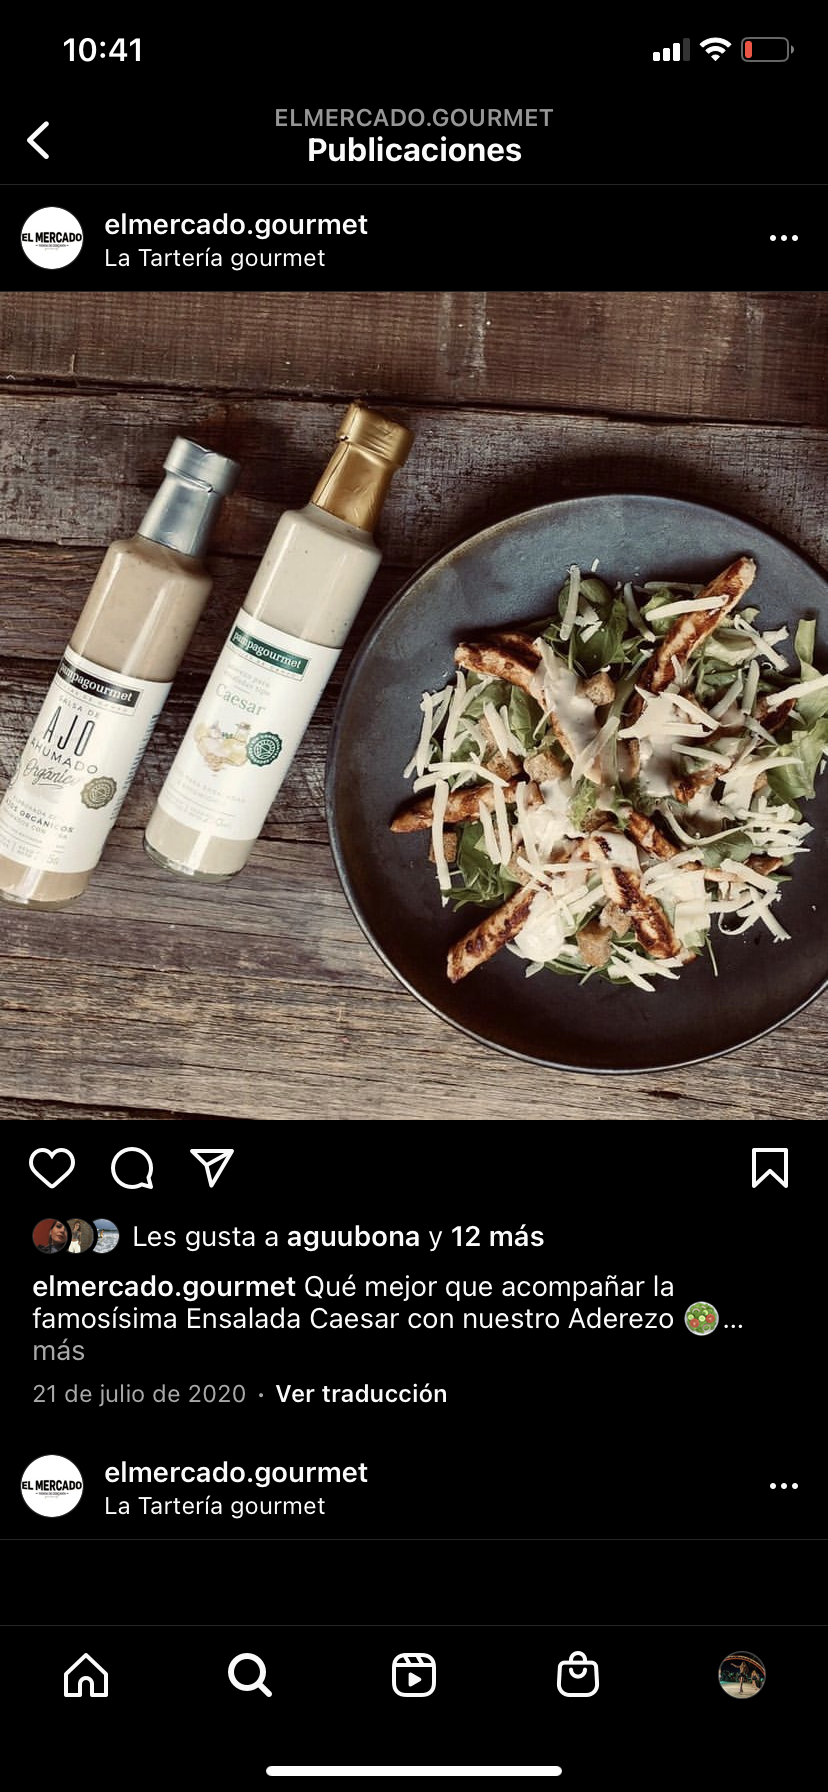 10:41
ELMERCADO.GOURMET
Publicaciones
EL MERCADO
elmercado.gourmet
La Tartería gourmet
pampagourmet
SALSA DE
AJO
AHUMADO
Orgánico
pampagourmet
Caesar
Les gusta a aguubona y 12 más
elmercado.gourmet Qué mejor que acompañar la
famosísima Ensalada Caesar con nuestro Aderezo 🥗...
más
21 de julio de 2020 · Ver traducción
EL MERCADO
elmercado.gourmet
La Tartería gourmet